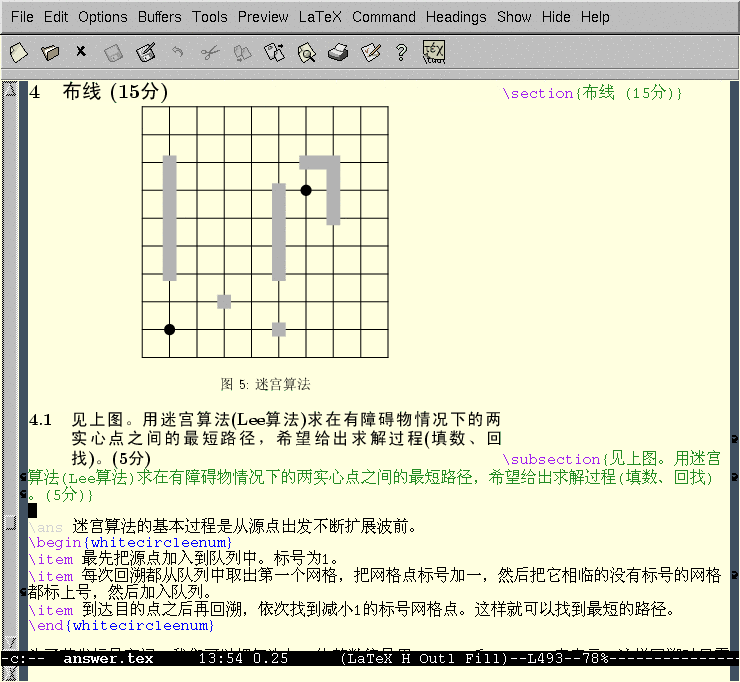 File Edit Options Buffers Tools Preview LaTeX Command Headings Show Hide Help
4 布线 (15分)
\section{布线 (15分)}
图 5: 迷宫算法
4.1 见上图。用迷宫算法(Lee算法)求在有障碍物情况下的两
实心点之间的最短路径，希望给出求解过程(填数、回
找)。(5分)
\subsection{见上图。用迷宫
算法(Lee算法)求在有障碍物情况下的两实心点之间的最短路径，希望给出求解过程(填数、回找)
。(5分)}
\ans 迷宫算法的基本过程是从源点出发不断扩展波前。
\begin{whitecircleenum}
\item 最先把源点加入到队列中。标号为1。
\item 每次回溯都从队列中取出第一个网格，把网格点标号加一，然后把它相临的没有标号的网格
都标上号，然后加入队列。
\item 到达目的点之后再回溯，依次找到减小1的标号网格点。这样就可以找到最短的路径。
\end{whitecircleenum}
-c:-- answer.tex 13:54 0.25 (LaTeX H Outl Fill)--L493--78%--------------